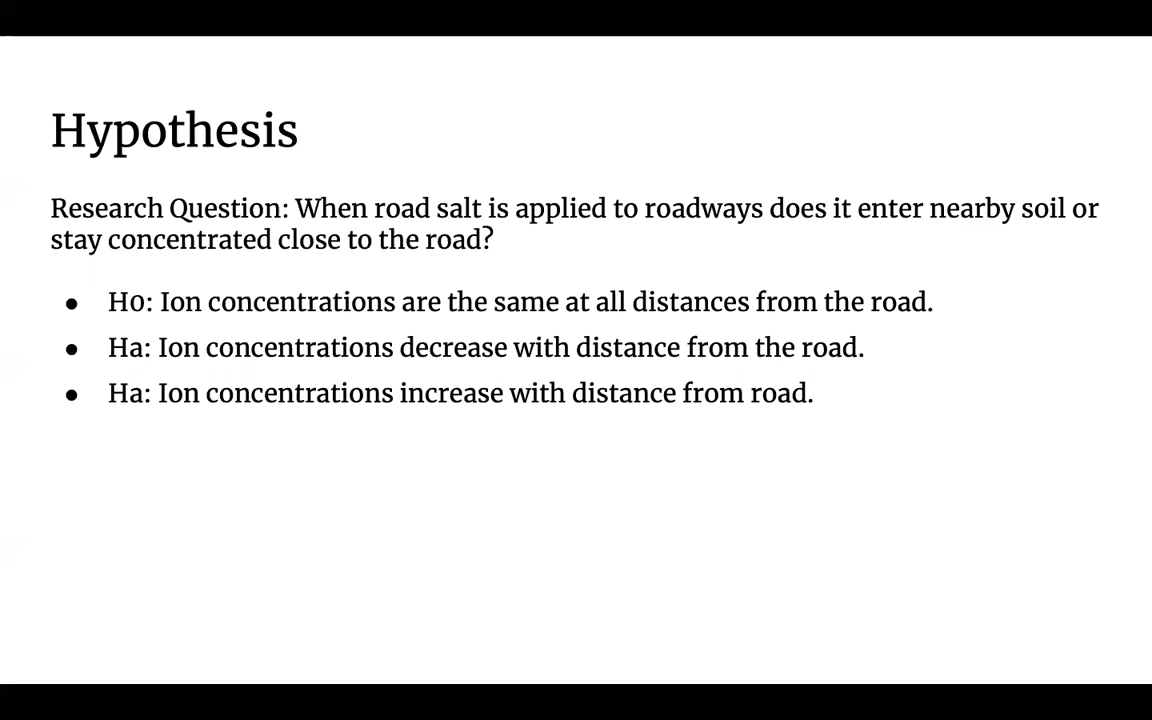 Hypothesis
Research Question: When road salt is applied to roadways does it enter nearby soil or
stay concentrated close to the road?
● H0: Ion concentrations are the same at all distances from the road.
● Ha: Ion concentrations decrease with distance from the road.
● Ha: Ion concentrations increase with distance from road.